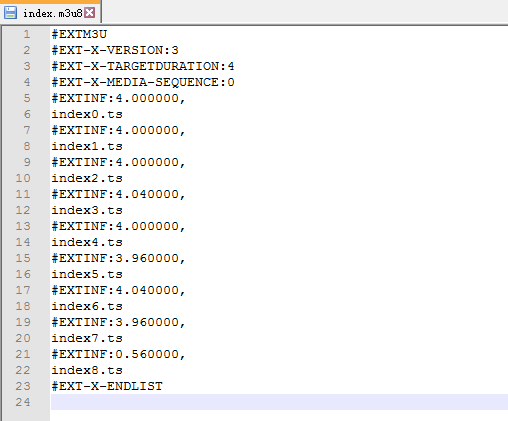 index.m3u8
1 #EXTM3U
2 #EXT-X-VERSION:3
3 #EXT-X-TARGETDURATION:4
4 #EXT-X-MEDIA-SEQUENCE:0
5 #EXTINF:4.000000,
6 index0.ts
7 #EXTINF:4.000000,
8 index1.ts
9 #EXTINF:4.000000,
10 index2.ts
11 #EXTINF:4.040000,
12 index3.ts
13 #EXTINF:4.000000,
14 index4.ts
15 #EXTINF:3.960000,
16 index5.ts
17 #EXTINF:4.040000,
18 index6.ts
19 #EXTINF:3.960000,
20 index7.ts
21 #EXTINF:0.560000,
22 index8.ts
23 #EXT-X-ENDLIST
24